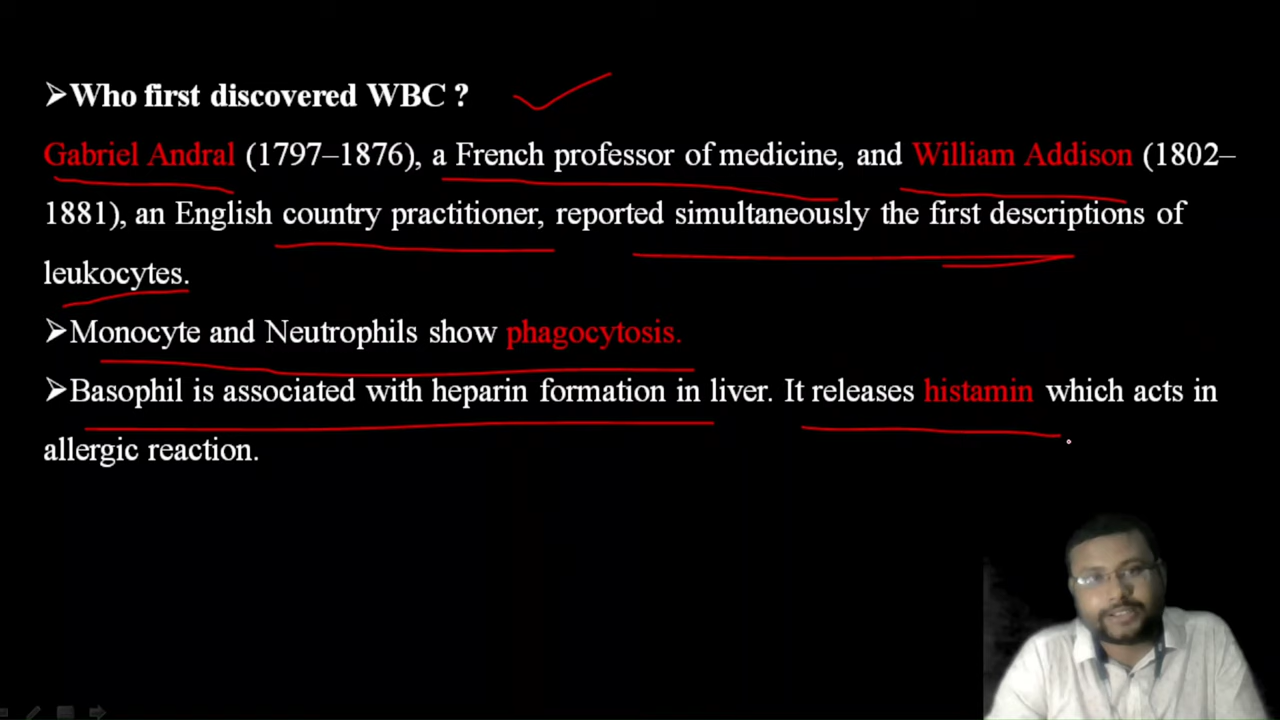 ➢Who first discovered WBC ?
Gabriel Andral (1797–1876), a French professor of medicine, and William Addison (1802–
1881), an English country practitioner, reported simultaneously the first descriptions of
leukocytes.
➢Monocyte and Neutrophils show phagocytosis.
➢Basophil is associated with heparin formation in liver. It releases histamin which acts in
allergic reaction.